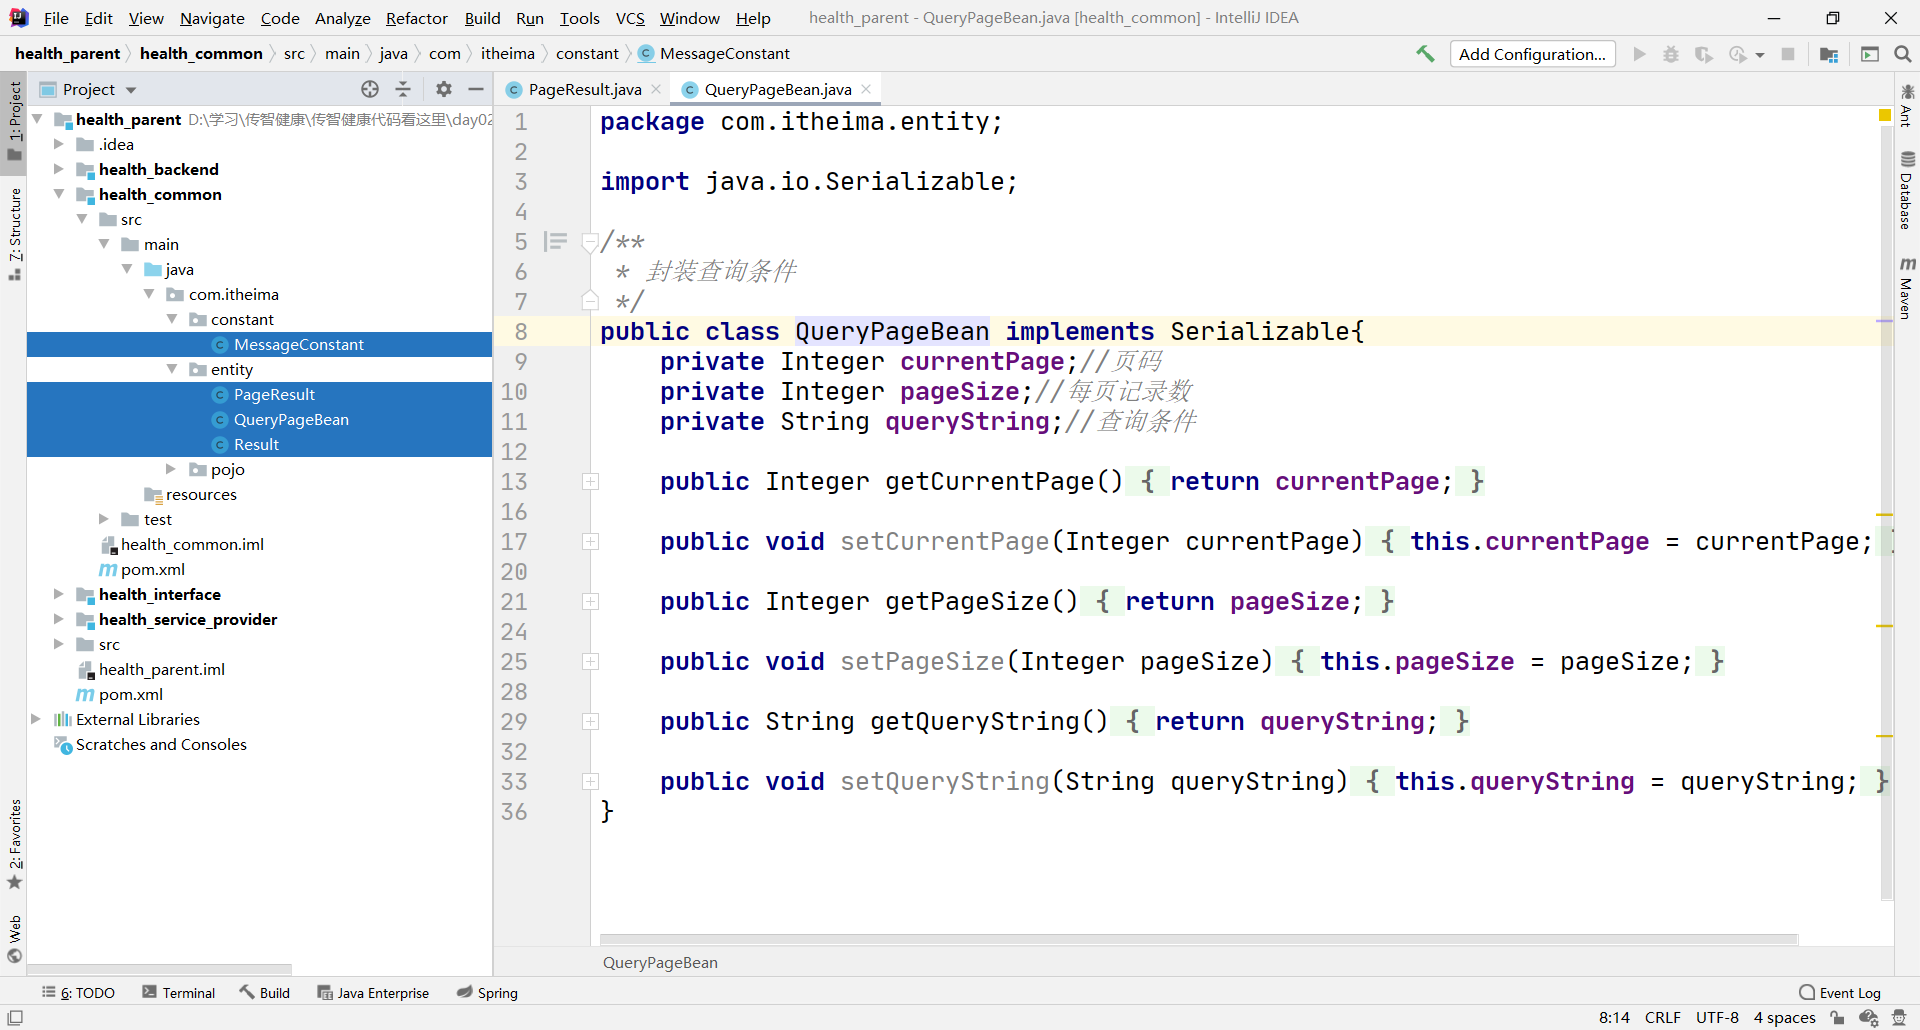 File Edit View Navigate Code Analyze Refactor Build Run Tools VCS Window Help health_parent - QueryPageBean.java [health_common] - IntelliJ IDEA
health_parent health_common src main java com itheima constant MessageConstant Add Configuration...
Project PageResult.java QueryPageBean.java
1: Project
7: Structure
2: Favorites
Web
health_parent D:\学习\传智健康\传智健康代码看这里\day02
.idea
health_backend
health_common
src
main
java
com.itheima
constant
MessageConstant
entity
PageResult
QueryPageBean
Result
pojo
resources
test
health_common.iml
pom.xml
health_interface
health_service_provider
src
health_parent.iml
pom.xml
External Libraries
Scratches and Consoles
1 package com.itheima.entity;
2
3 import java.io.Serializable;
4
5 /**
6 * 封装查询条件
7 */
8 public class QueryPageBean implements Serializable{
9 private Integer currentPage;//页码
10 private Integer pageSize;//每页记录数
11 private String queryString;//查询条件
12
13 public Integer getCurrentPage() { return currentPage; }
16
17 public void setCurrentPage(Integer currentPage) { this.currentPage = currentPage;
20
21 public Integer getPageSize() { return pageSize; }
24
25 public void setPageSize(Integer pageSize) { this.pageSize = pageSize; }
28
29 public String getQueryString() { return queryString; }
32
33 public void setQueryString(String queryString) { this.queryString = queryString; }
36 }
QueryPageBean
Ant
Database
Maven
6: TODO Terminal Build Java Enterprise Spring Event Log
8:14 CRLF UTF-8 4 spaces